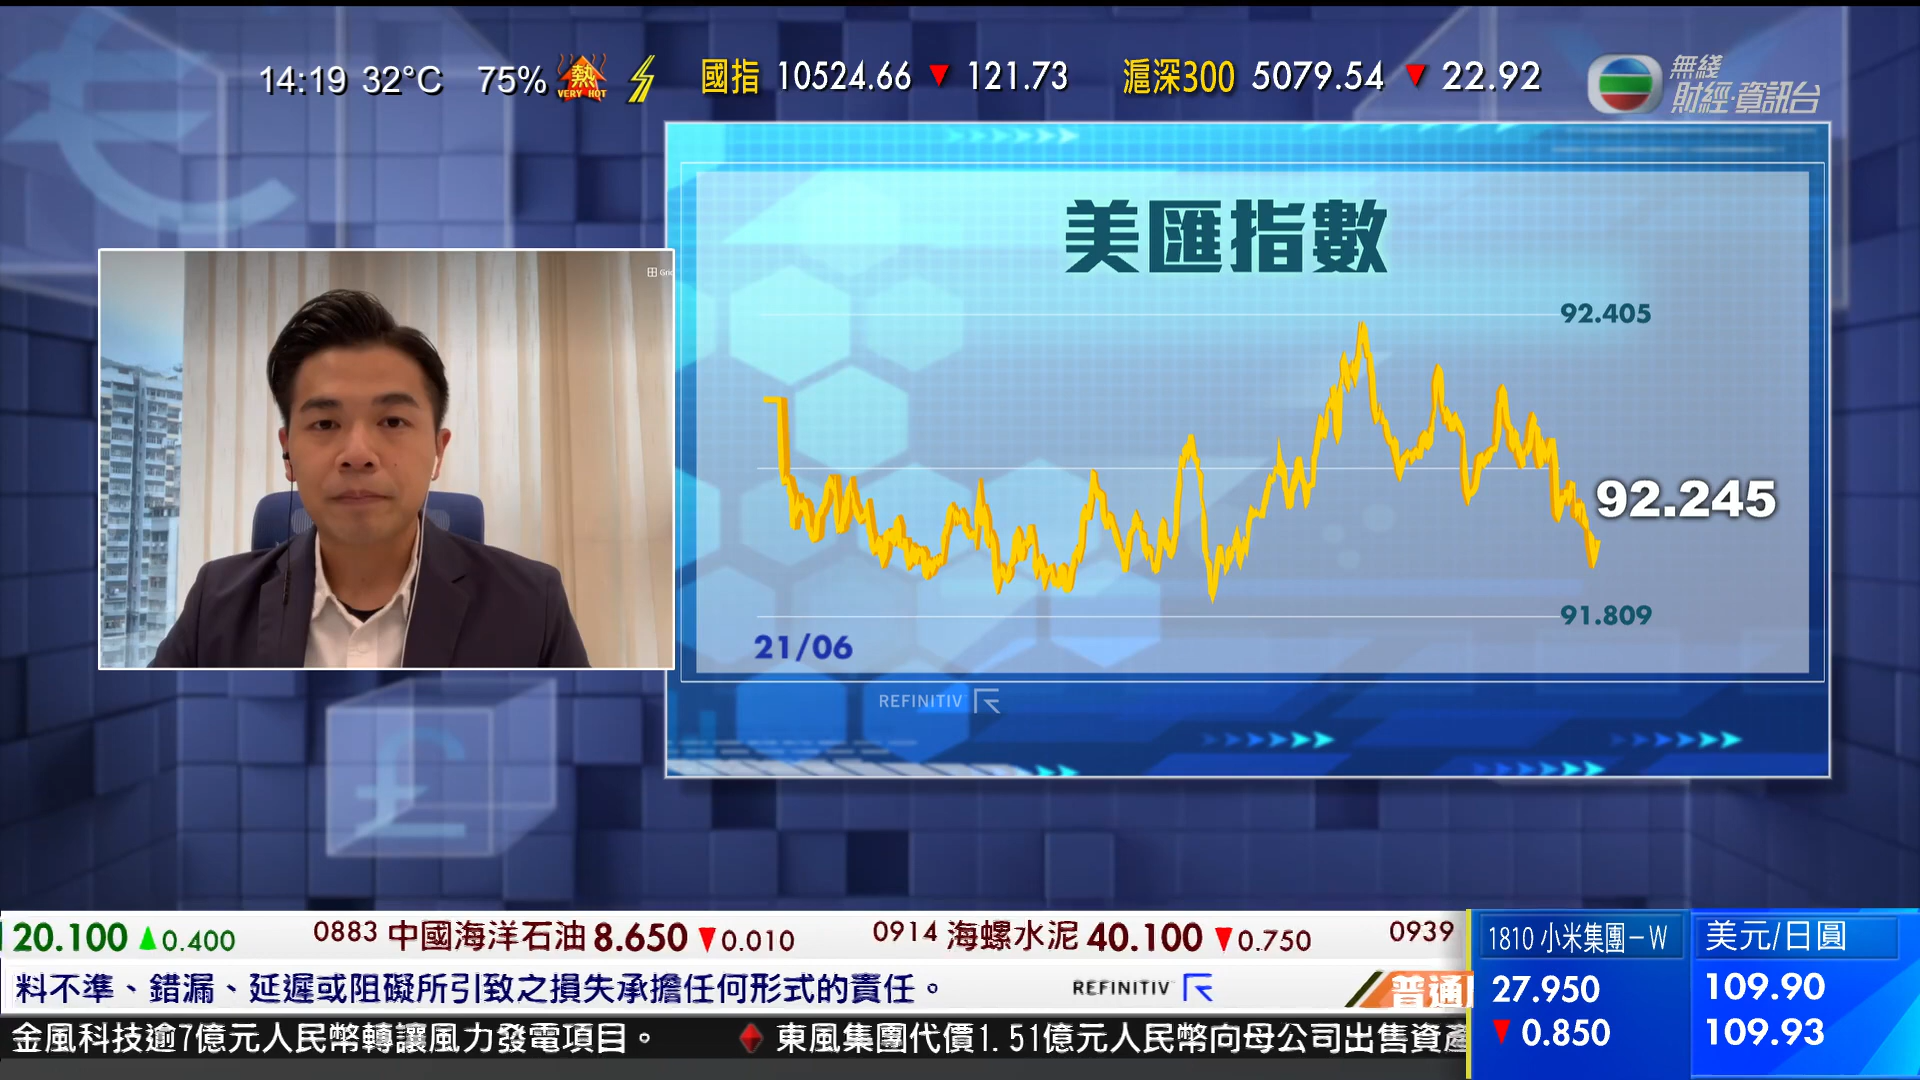 14:19 32°C 75% 熱 VERY HOT 國指 10524.66 ▼ 121.73 滬深300 5079.54 ▼ 22.92
無綫
財經·資訊台
美匯指數
92.405
92.245
91.809
21/06
REFINITIV
20.100 ▲0.400 0883 中國海洋石油 8.650 ▼0.010 0914 海螺水泥 40.100 ▼0.750 0939
料不準、錯漏、延遲或阻礙所引致之損失承擔任何形式的責任。 REFINITIV 普通
金風科技逾7億元人民幣轉讓風力發電項目。 ♦ 東風集團代價1.51億元人民幣向母公司出售資產
1810 小米集團－W
27.950
▼ 0.850
美元/日圓
109.90
109.93